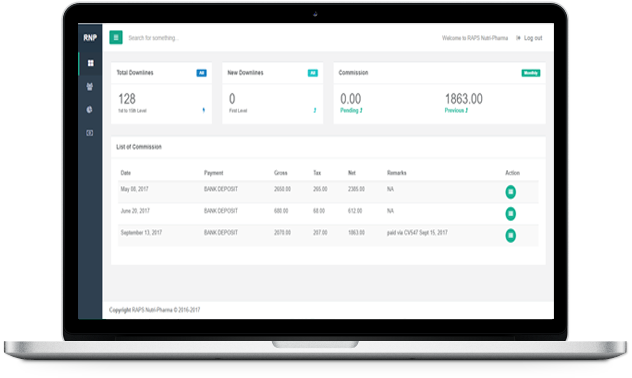 RNP
Search for something...
Welcome to RAPS Nutri-Pharma Log out
Total Downlines All
New Downlines All
Commission Monthly
128
1st to 10th Level
0
First Level
0.00
Pending
1863.00
Previous
List of Commission
Date Payment Gross Tax Net Remarks Action
May 08, 2017 BANK DEPOSIT 2650.00 265.00 2385.00 NA
June 20, 2017 BANK DEPOSIT 680.00 68.00 612.00 NA
September 13, 2017 BANK DEPOSIT 2070.00 207.00 1863.00 paid via CV547 Sept 15, 2017
Copyright RAPS Nutri-Pharma © 2016-2017